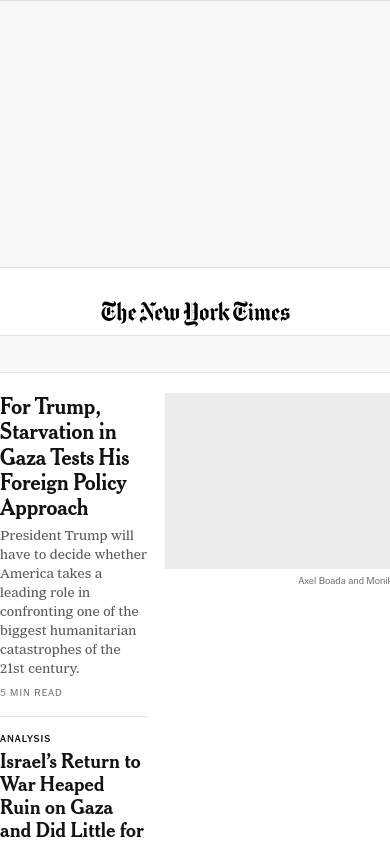 The New York Times
For Trump,
Starvation in
Gaza Tests His
Foreign Policy
Approach
President Trump will
have to decide whether
America takes a
leading role in
confronting one of the
biggest humanitarian
catastrophes of the
21st century.
5 MIN READ
Axel Boada and Monik
ANALYSIS
Israel’s Return to
War Heaped
Ruin on Gaza
and Did Little for